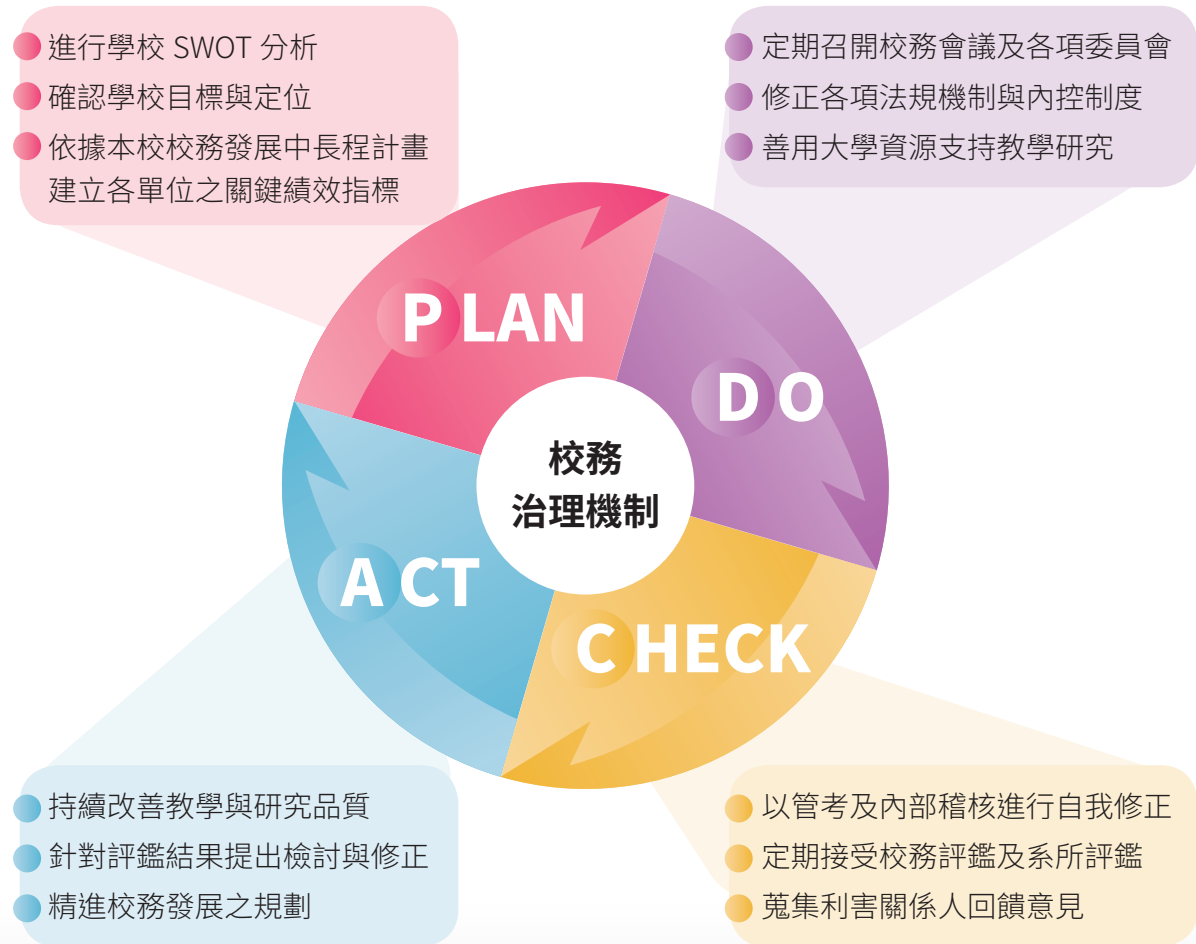 進行學校 SWOT 分析
確認學校目標與定位
依據本校校務發展中長程計畫
建立各單位之關鍵績效指標
定期召開校務會議及各項委員會
修正各項法規機制與內控制度
善用大學資源支持教學研究
PLAN
DO
校務
治理機制
ACT
CHECK
持續改善教學與研究品質
針對評鑑結果提出檢討與修正
精進校務發展之規劃
以管考及內部稽核進行自我修正
定期接受校務評鑑及系所評鑑
蒐集利害關係人回饋意見